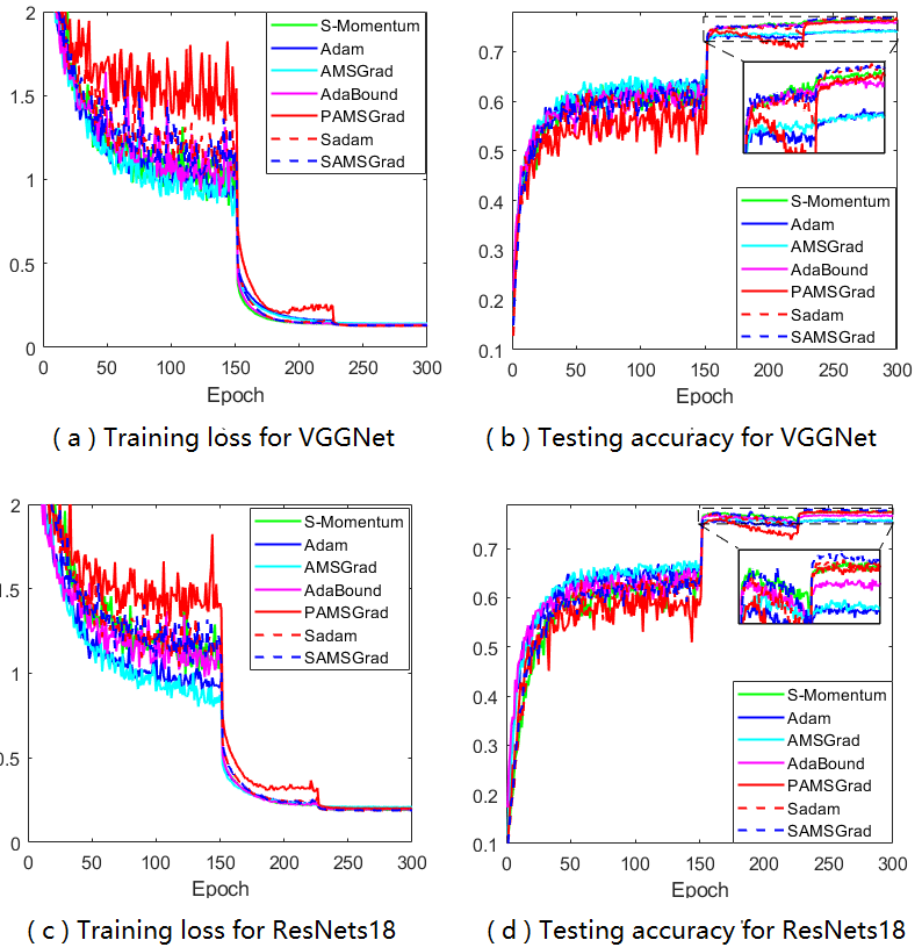 2
1.5
1
0.5
0
0 50 100 150 200 250 300
Epoch
S-Momentum
Adam
AMSGrad
AdaBound
PAMSGrad
Sadam
SAMSGrad
( a ) Training loss for VGGNet
0.7
0.6
0.5
0.4
0.3
0.2
0.1
0 50 100 150 200 250 300
Epoch
S-Momentum
Adam
AMSGrad
AdaBound
PAMSGrad
Sadam
SAMSGrad
( b ) Testing accuracy for VGGNet
2
1.5
1
0.5
0
0 50 100 150 200 250 300
Epoch
S-Momentum
Adam
AMSGrad
AdaBound
PAMSGrad
Sadam
SAMSGrad
( c ) Training loss for ResNets18
0.7
0.6
0.5
0.4
0.3
0.2
0.1
0 50 100 150 200 250 300
Epoch
S-Momentum
Adam
AMSGrad
AdaBound
PAMSGrad
Sadam
SAMSGrad
( d ) Testing accuracy for ResNets18